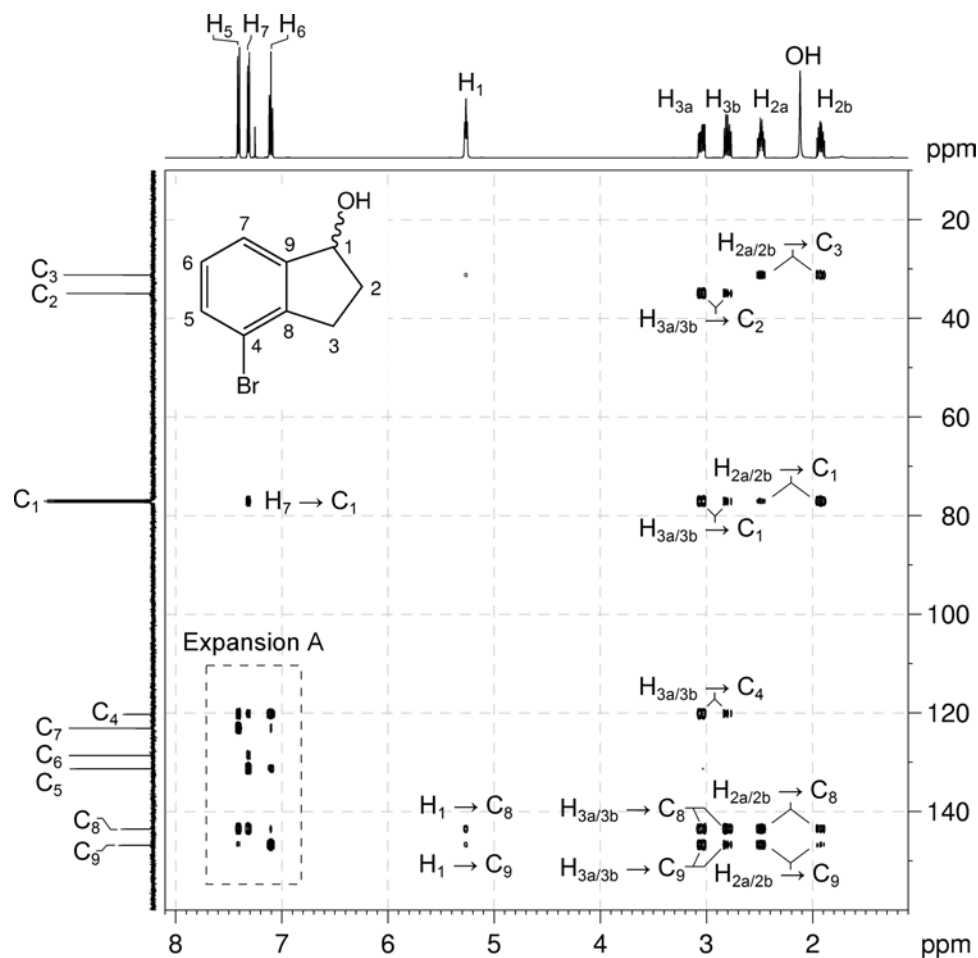 H₅ H₇ H₆
H₁
H₃ₐ H₃b H₂ₐ OH H₂b
ppm
OH
7 9 1
6 2
5 8 3
4
Br
H₂ₐ/₂b → C₃
H₃ₐ/₃b → C₂
C₃
C₂
20
40
60
H₂ₐ/₂b → C₁
C₁
H₇ → C₁
H₃ₐ/₃b → C₁
80
100
Expansion A
H₃ₐ/₃b → C₄
C₄
C₇
C₆
C₅
120
H₁ → C₈
H₃ₐ/₃b → C₈
H₂ₐ/₂b → C₈
C₈
C₉
140
H₁ → C₉
H₃ₐ/₃b → C₉
H₂ₐ/₂b → C₉
8 7 6 5 4 3 2 ppm